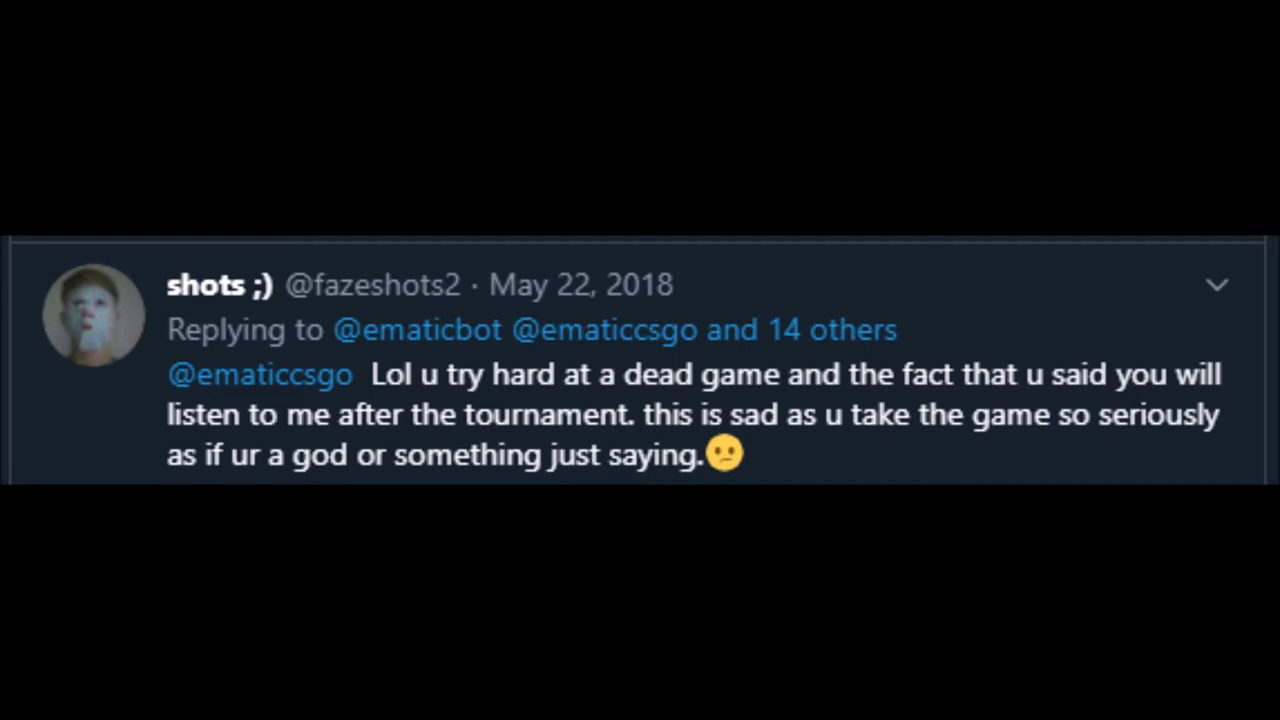 shots ;) @fazeshots2 · May 22, 2018
Replying to @ematicbot @ematiccsgo and 14 others
@ematiccsgo Lol u try hard at a dead game and the fact that u said you will
listen to me after the tournament. this is sad as u take the game so seriously
as if ur a god or something just saying.😕